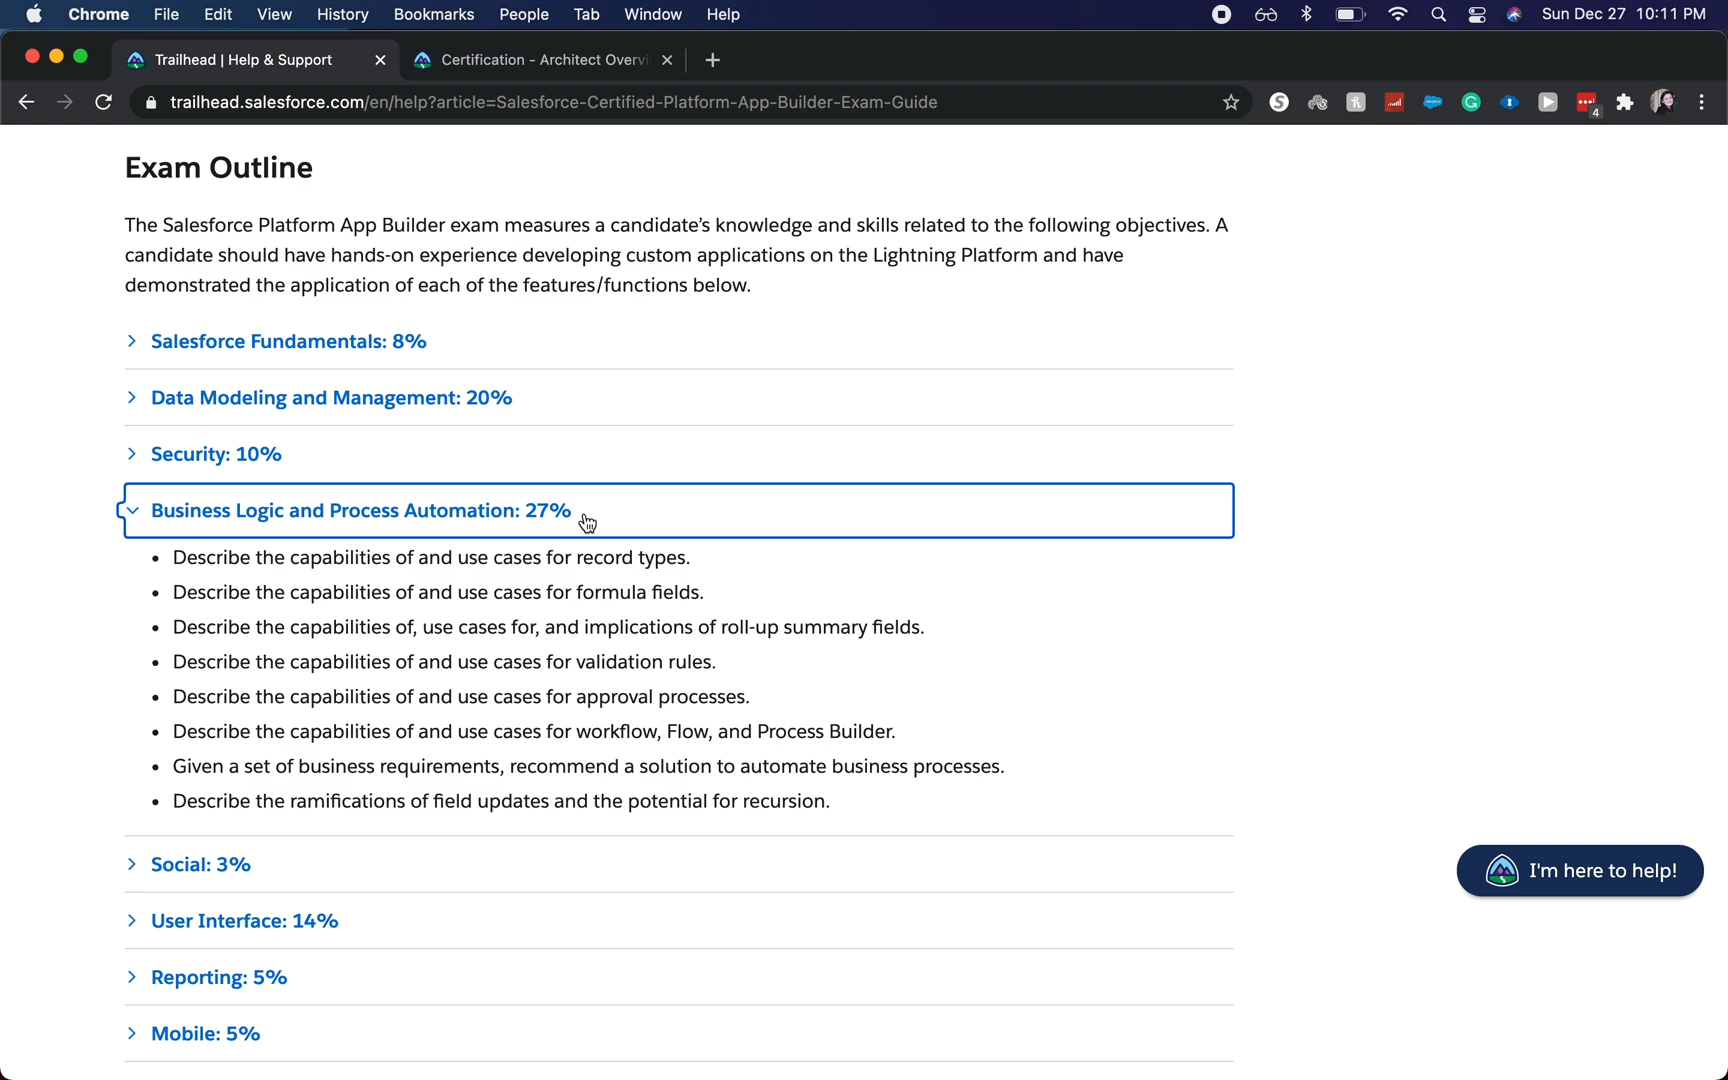 Chrome File Edit View History Bookmarks People Tab Window Help Sun Dec 27 10:11 PM
Trailhead | Help & Support Certification - Architect Overvi
trailhead.salesforce.com/en/help?article=Salesforce-Certified-Platform-App-Builder-Exam-Guide
4
Exam Outline
The Salesforce Platform App Builder exam measures a candidate's knowledge and skills related to the following objectives. A
candidate should have hands-on experience developing custom applications on the Lightning Platform and have
demonstrated the application of each of the features/functions below.
Salesforce Fundamentals: 8%
Data Modeling and Management: 20%
Security: 10%
Business Logic and Process Automation: 27%
• Describe the capabilities of and use cases for record types.
• Describe the capabilities of and use cases for formula fields.
• Describe the capabilities of, use cases for, and implications of roll-up summary fields.
• Describe the capabilities of and use cases for validation rules.
• Describe the capabilities of and use cases for approval processes.
• Describe the capabilities of and use cases for workflow, Flow, and Process Builder.
• Given a set of business requirements, recommend a solution to automate business processes.
• Describe the ramifications of field updates and the potential for recursion.
Social: 3%
I'm here to help!
User Interface: 14%
Reporting: 5%
Mobile: 5%